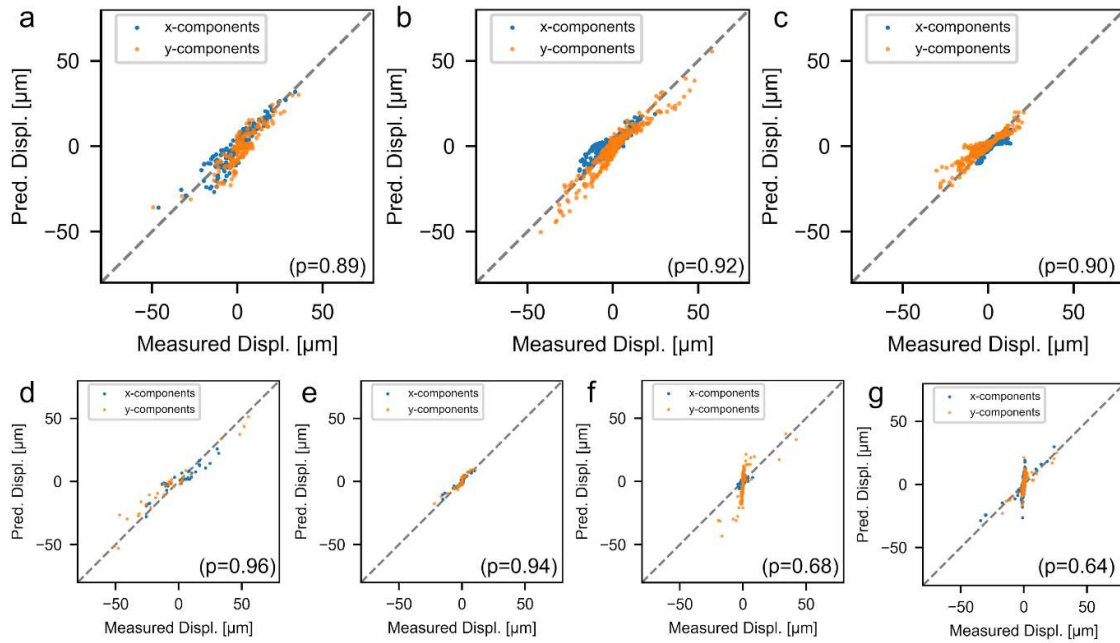 a
x-components
y-components
50
0
−50
Pred. Displ. [µm]
(p=0.89)
−50 0 50
Measured Displ. [µm]
b
x-components
y-components
50
0
−50
Pred. Displ. [µm]
(p=0.92)
−50 0 50
Measured Displ. [µm]
c
x-components
y-components
50
0
−50
Pred. Displ. [µm]
(p=0.90)
−50 0 50
Measured Displ. [µm]
d
x-components
y-components
50
0
−50
Pred. Displ. [µm]
(p=0.96)
−50 0 50
Measured Displ. [µm]
e
x-components
y-components
50
0
−50
Pred. Displ. [µm]
(p=0.94)
−50 0 50
Measured Displ. [µm]
f
x-components
y-components
50
0
−50
Pred. Displ. [µm]
(p=0.68)
−50 0 50
Measured Displ. [µm]
g
x-components
y-components
50
0
−50
Pred. Displ. [µm]
(p=0.64)
−50 0 50
Measured Displ. [µm]